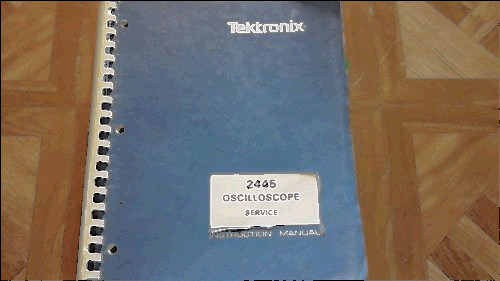 Tektronix
2445
OSCILLOSCOPE
SERVICE
INSTRUCTION MANUAL